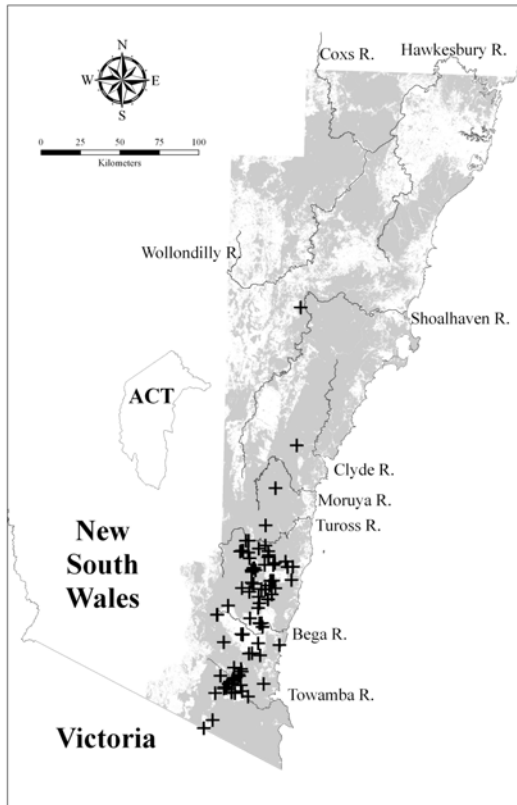 Coxs R.
Hawkesbury R.
N
W E
S
0 25 50 75 100
Kilometers
Wollondilly R.
Shoalhaven R.
ACT
Clyde R.
Moruya R.
Tuross R.
New
South
Wales
Bega R.
Towamba R.
Victoria